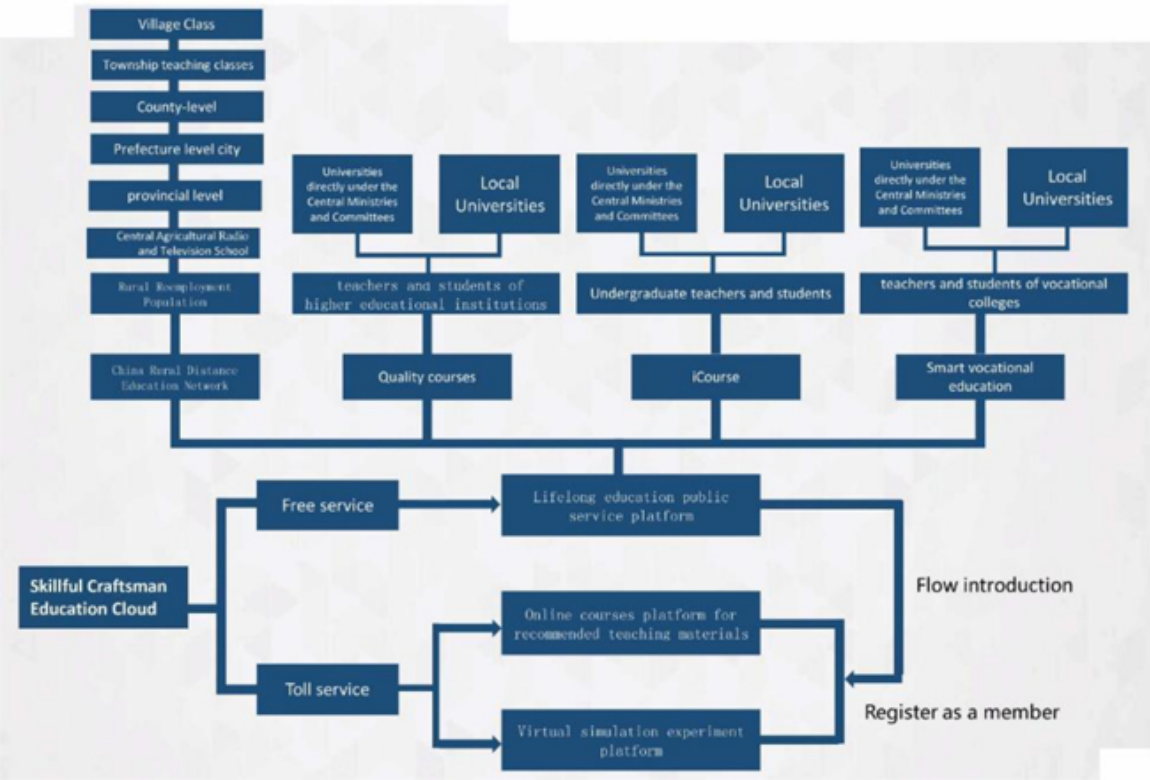 Village Class
Township teaching classes
County-level
Prefecture level city
provincial level
Central Agricultural Radio
and Television School
Rural Reemployment
Population
China Rural Distance
Education Network
Universities
directly under the
Central Ministries
and Committees
Local
Universities
teachers and students of
higher educational institutions
Quality courses
Universities
directly under the
Central Ministries
and Committees
Local
Universities
Undergraduate teachers and students
iCourse
Universities
directly under the
Central Ministries
and Committees
Local
Universities
teachers and students of vocational
colleges
Smart vocational
education
Skillful Craftsman
Education Cloud
Free service
Lifelong education public
service platform
Flow introduction
Toll service
Online courses platform for
recommended teaching materials
Virtual simulation experiment
platform
Register as a member